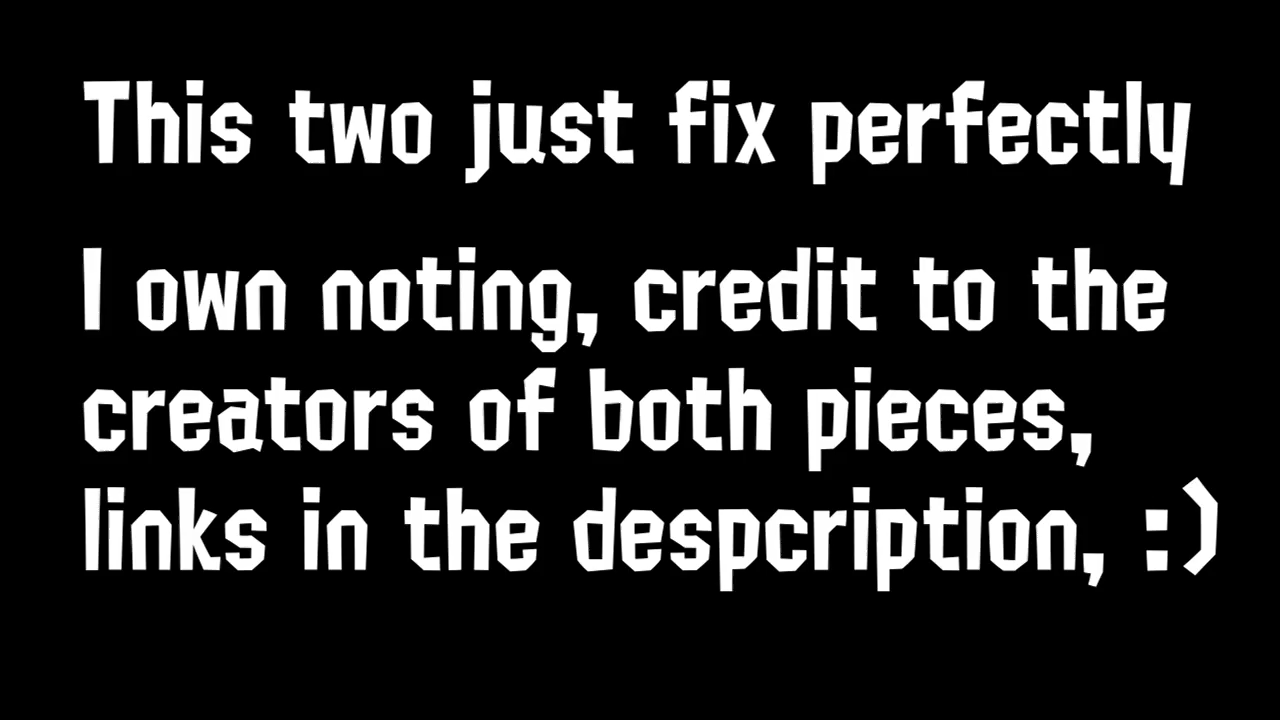 This two just fix perfectly
I own noting, credit to the
creators of both pieces,
links in the despcription, :)